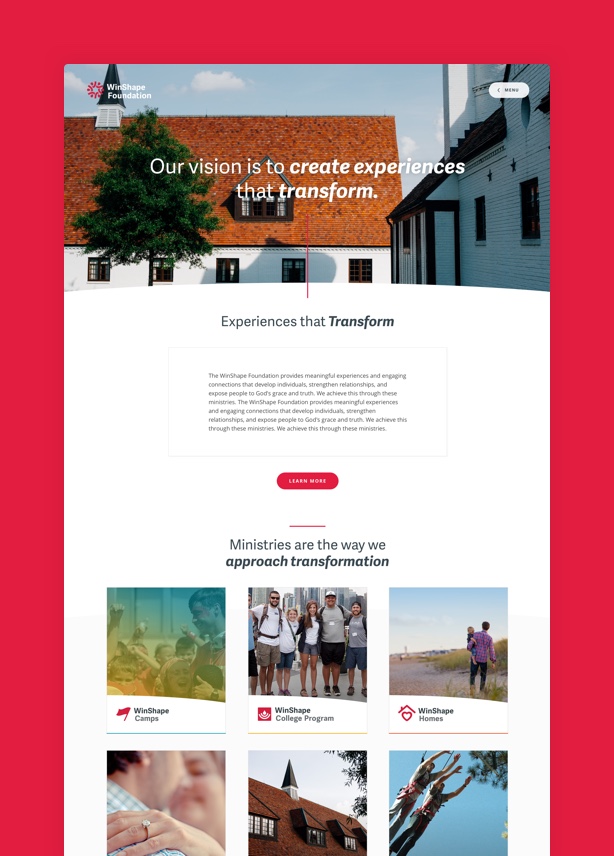 WinShape
Foundation
MENU
Our vision is to create experiences
that transform.
Experiences that Transform
The WinShape Foundation provides meaningful experiences and engaging
connections that develop individuals, strengthen relationships, and
expose people to God's grace and truth. We achieve this through these
ministries. The WinShape Foundation provides meaningful experiences
and engaging connections that develop individuals, strengthen
relationships, and expose people to God's grace and truth. We achieve this
through these ministries. We achieve this through these ministries.
LEARN MORE
Ministries are the way we
approach transformation
WinShape
Camps
WinShape
College Program
WinShape
Homes